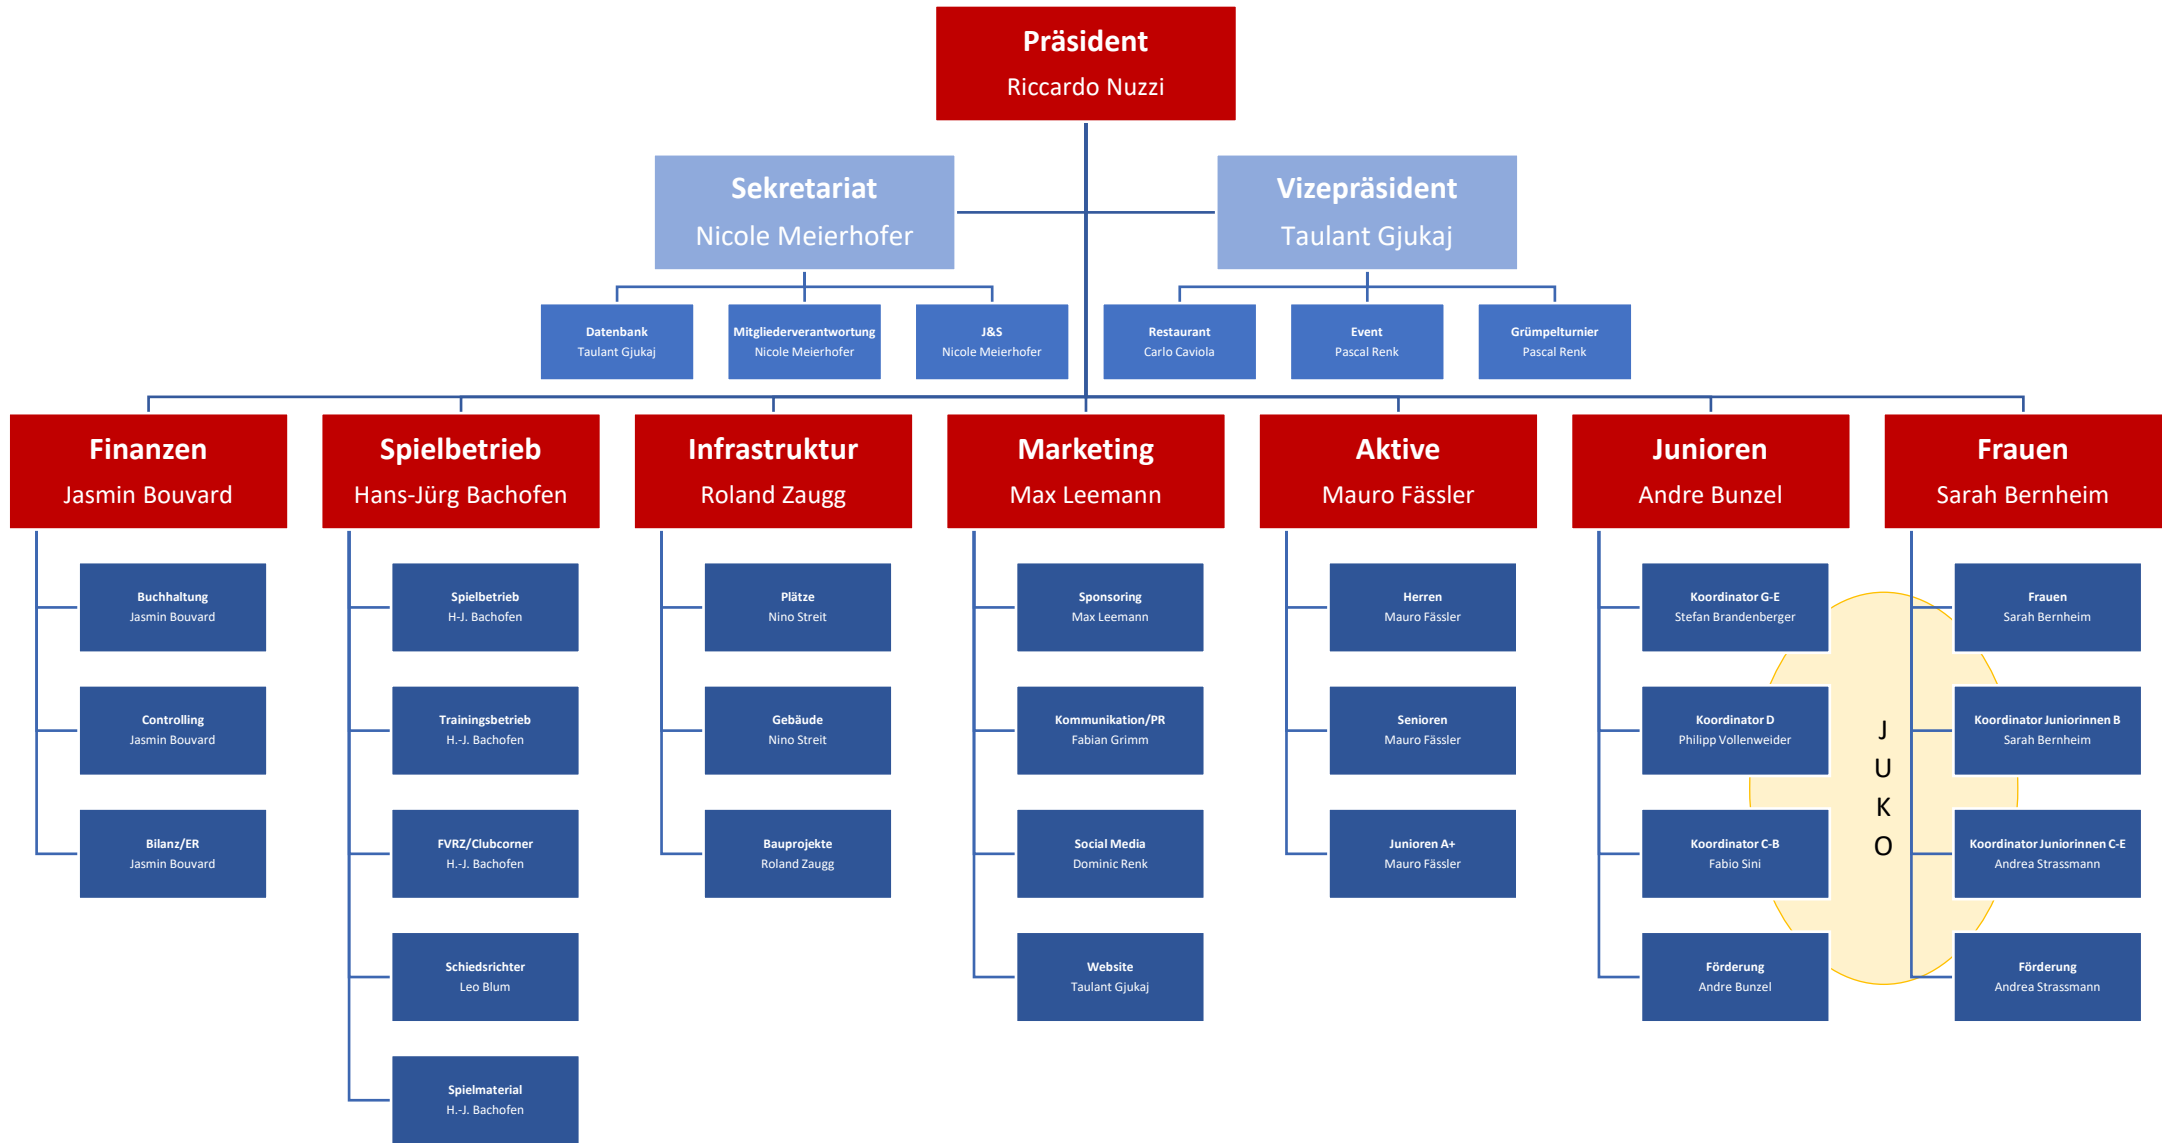 Präsident
Riccardo Nuzzi
Sekretariat
Nicole Meierhofer
Vizepräsident
Taulant Gjukaj
Datenbank
Taulant Gjukaj
Mitgliederverantwortung
Nicole Meierhofer
J&S
Nicole Meierhofer
Restaurant
Carlo Caviola
Event
Pascal Renk
Grümpelturnier
Pascal Renk
Finanzen
Jasmin Bouvard
Buchhaltung
Jasmin Bouvard
Controlling
Jasmin Bouvard
Bilanz/ER
Jasmin Bouvard
Spielbetrieb
Hans-Jürg Bachofen
Spielbetrieb
H-J. Bachofen
Trainingsbetrieb
H.-J. Bachofen
FVRZ/Clubcorner
H.-J. Bachofen
Schiedsrichter
Leo Blum
Spielmaterial
H.-J. Bachofen
Infrastruktur
Roland Zaugg
Plätze
Nino Streit
Gebäude
Nino Streit
Bauprojekte
Roland Zaugg
Marketing
Max Leemann
Sponsoring
Max Leemann
Kommunikation/PR
Fabian Grimm
Social Media
Dominic Renk
Website
Taulant Gjukaj
Aktive
Mauro Fässler
Herren
Mauro Fässler
Senioren
Mauro Fässler
Junioren A+
Mauro Fässler
Junioren
Andre Bunzel
Koordinator G-E
Stefan Brandenberger
Koordinator D
Philipp Vollenweider
Koordinator C-B
Fabio Sini
Förderung
Andre Bunzel
J
U
K
O
Frauen
Sarah Bernheim
Frauen
Sarah Bernheim
Koordinator Juniorinnen B
Sarah Bernheim
Koordinator Juniorinnen C-E
Andrea Strassmann
Förderung
Andrea Strassmann